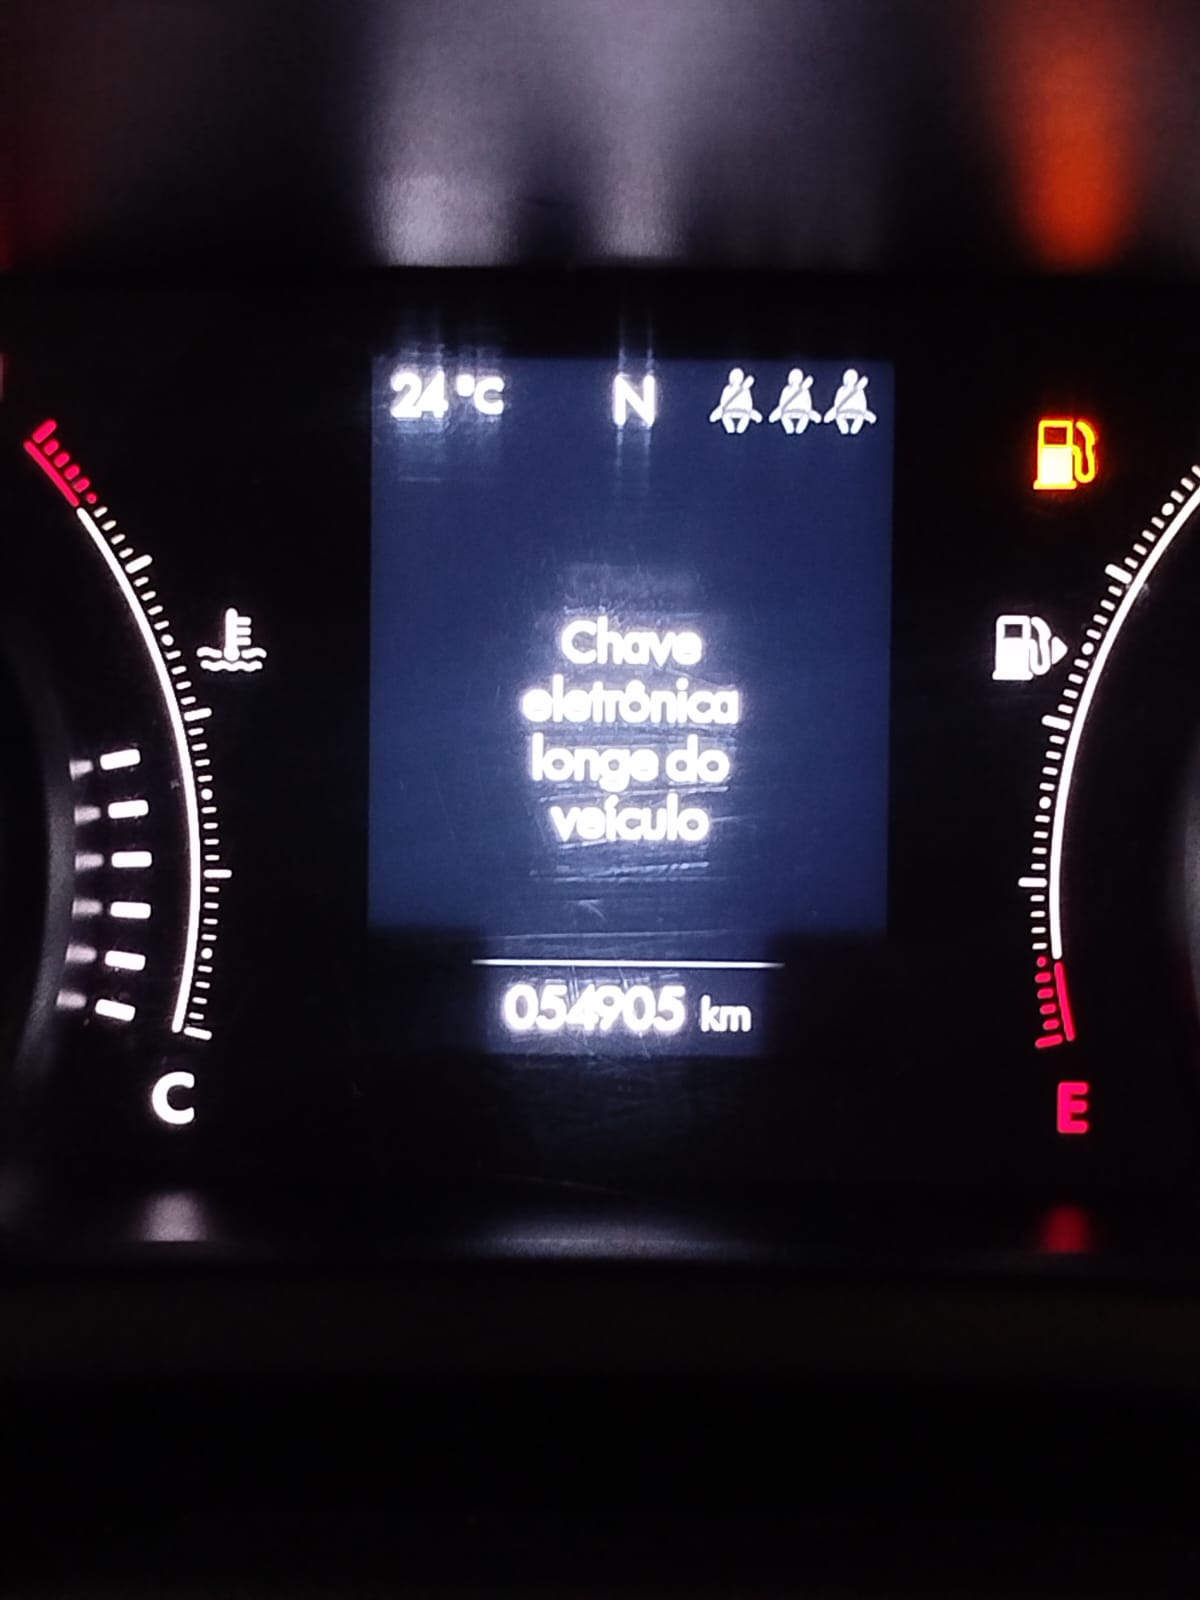 24 °C N
Chave
eletrônica
longe do
veículo
054905 km
C E